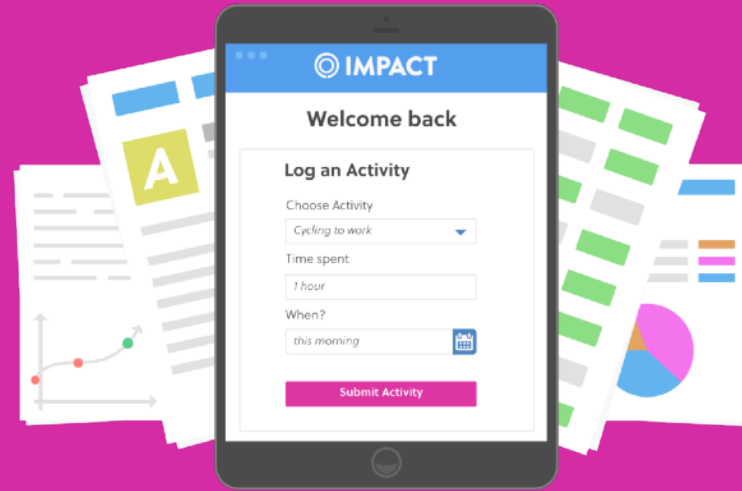 IMPACT
Welcome back
Log an Activity
Choose Activity
Cycling to work
Time spent
1 hour
When?
this morning
Submit Activity
A